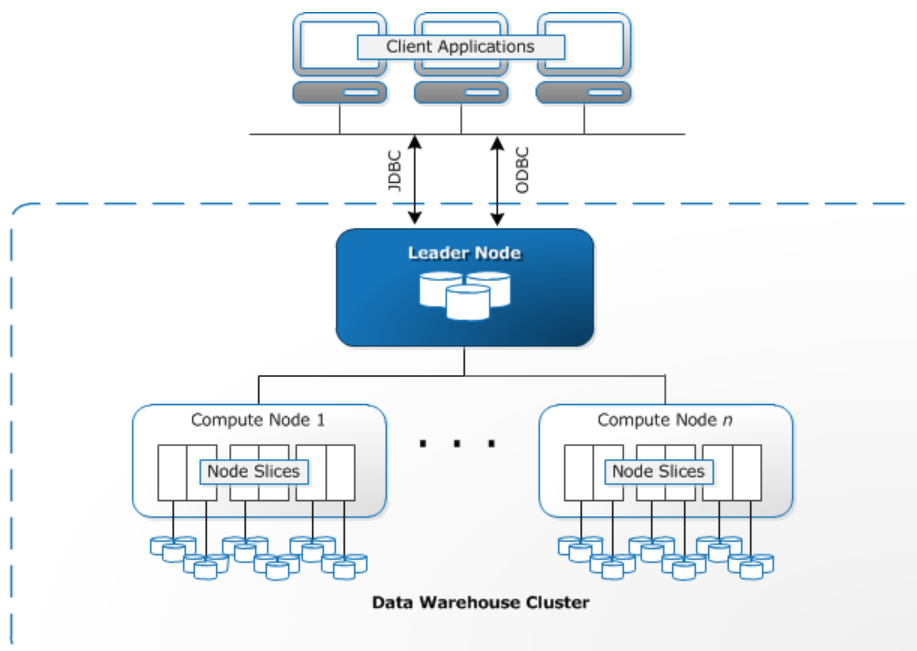 Client Applications
JDBC
ODBC
Leader Node
Compute Node 1
Node Slices
. . .
Compute Node n
Node Slices
Data Warehouse Cluster